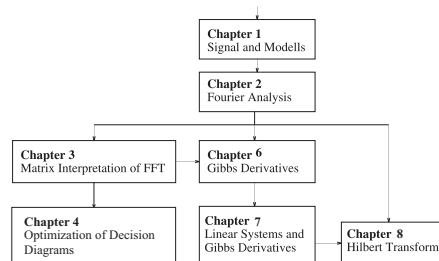 Chapter 1
Signal and Modells
Chapter 2
Fourier Analysis
Chapter 3
Matrix Interpretation of FFT
Chapter 6
Gibbs Derivatives
Chapter 4
Optimization of Decision
Diagrams
Chapter 7
Linear Systems and
Gibbs Derivatives
Chapter 8
Hilbert Transform